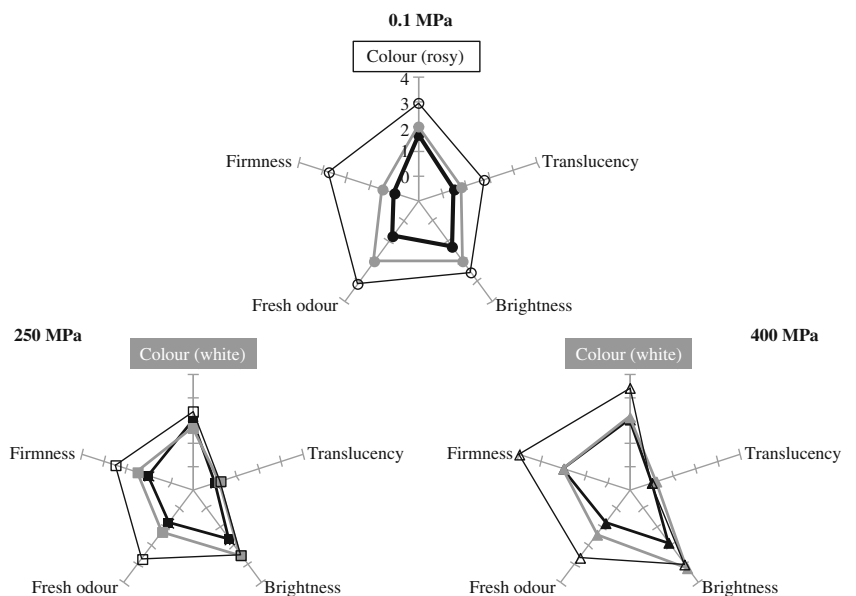 0.1 MPa
Colour (rosy)
4
3
2
1
0
Firmness
Translucency
Fresh odour
Brightness
250 MPa
Colour (white)
Firmness
Translucency
Fresh odour
Brightness
400 MPa
Colour (white)
Firmness
Translucency
Fresh odour
Brightness